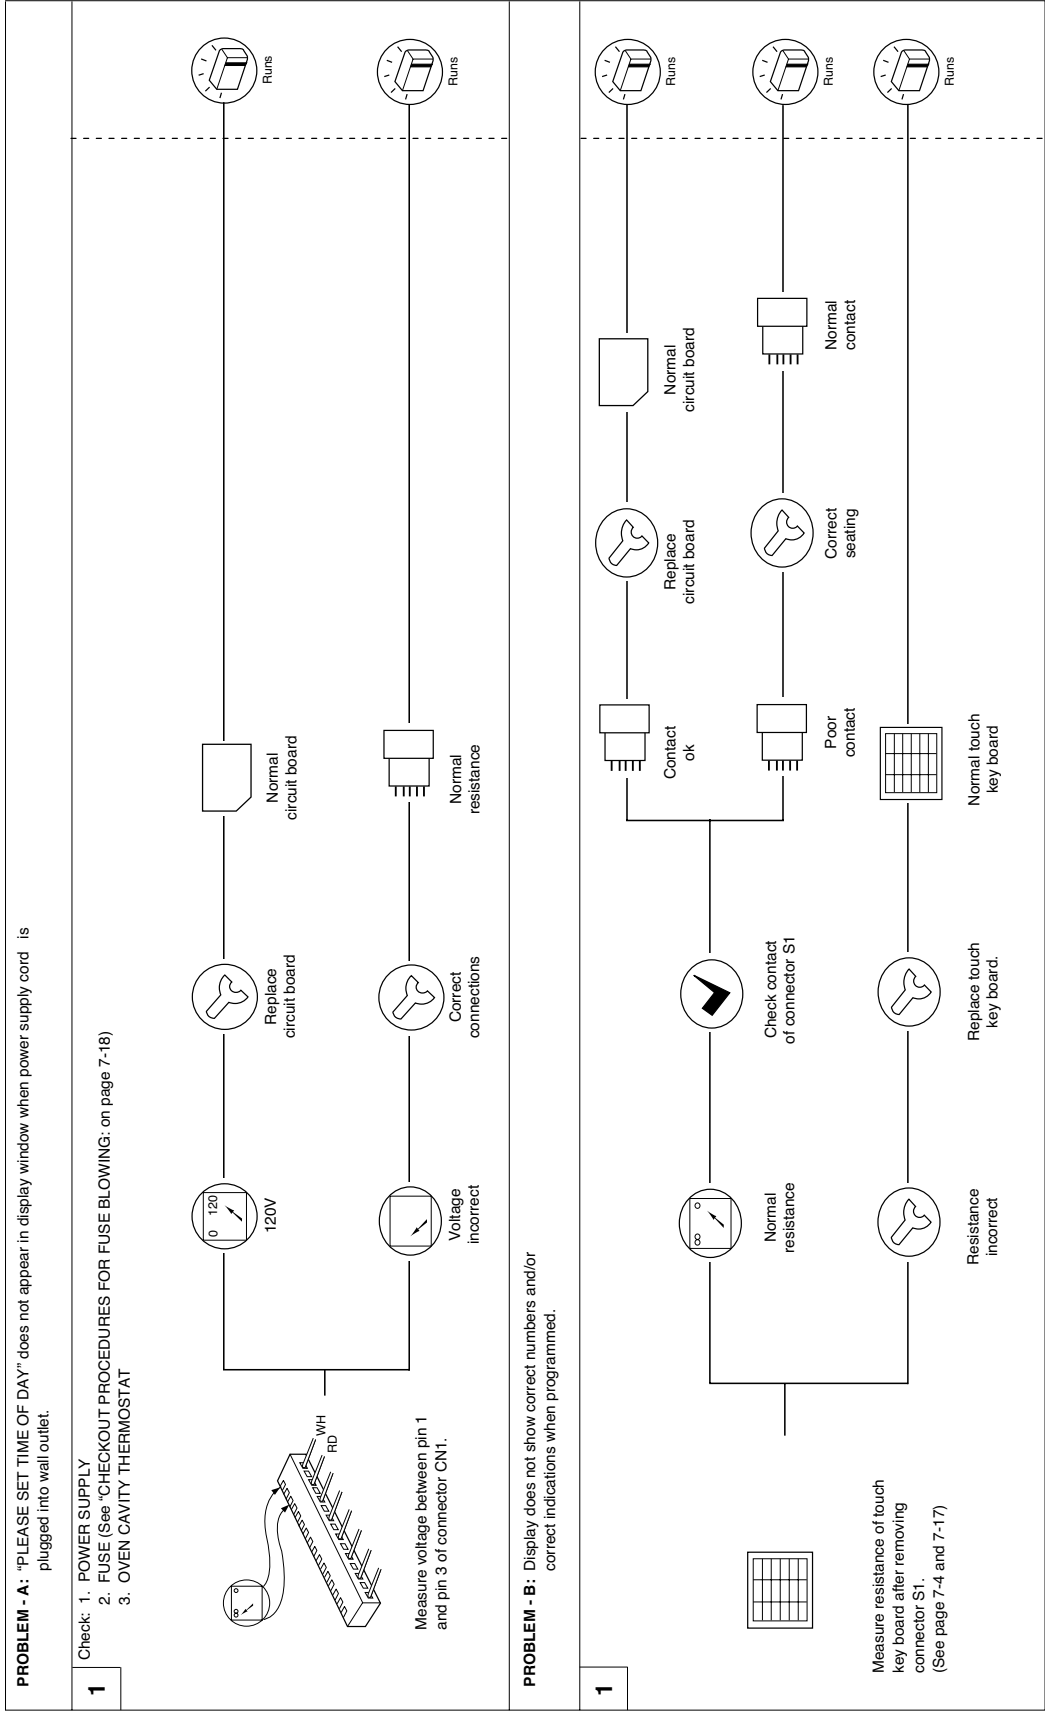 PROBLEM - A: “PLEASE SET TIME OF DAY” does not appear in display window when power supply cord is
plugged into wall outlet.
1
Check: 1. POWER SUPPLY
2. FUSE (See “CHECKOUT PROCEDURES FOR FUSE BLOWING: on page 7-18)
3. OVEN CAVITY THERMOSTAT
∞ 0
WH
RD
Measure voltage between pin 1
and pin 3 of connector CN1.
0 120
120V
Replace
circuit board
Normal
circuit board
Runs
Voltage
incorrect
Correct
connections
Normal
resistance
Runs
PROBLEM - B: Display does not show correct numbers and/or
correct indications when programmed.
1
Measure resistance of touch
key board after removing
connector S1.
(See page 7-4 and 7-17)
∞ 0
Normal
resistance
Check contact
of connector S1
Contact
ok
Replace
circuit board
Normal
circuit board
Runs
Poor
contact
Correct
seating
Normal
contact
Runs
Resistance
incorrect
Replace touch
key board.
Normal touch
key board
Runs